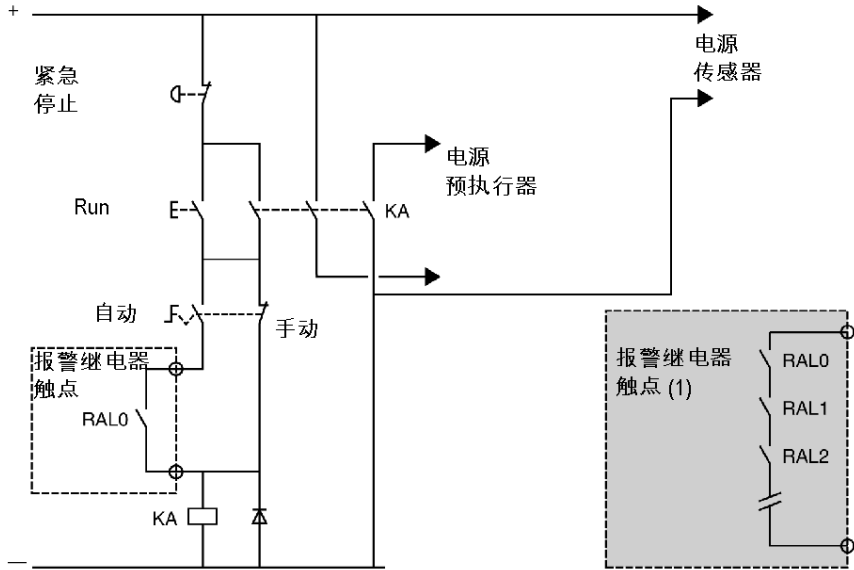 +
电源
传感器
紧急
停止
电源
预执行器
Run
KA
自动
手动
报警继电器
触点
RAL0
KA
—
报警继电器
触点 (1)
RAL0
RAL1
RAL2